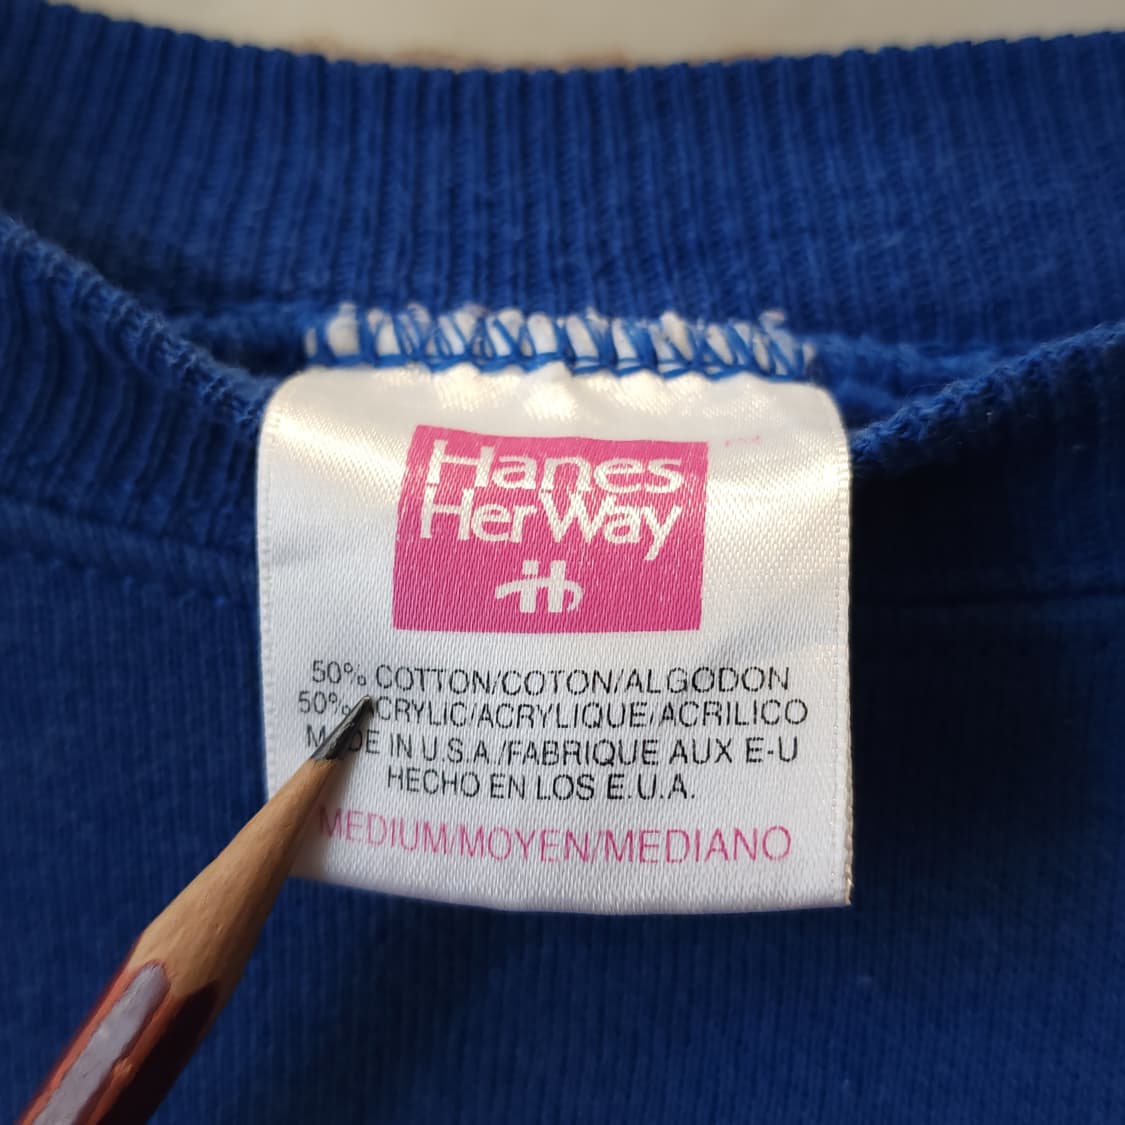 Hanes
HerWay
50% COTTON/COTON/ALGODON
50% ACRYLIC/ACRYLIQUE/ACRILICO
MADE IN U.S.A./FABRIQUE AUX E-U
HECHO EN LOS E.U.A.
MEDIUM/MOYEN/MEDIANO